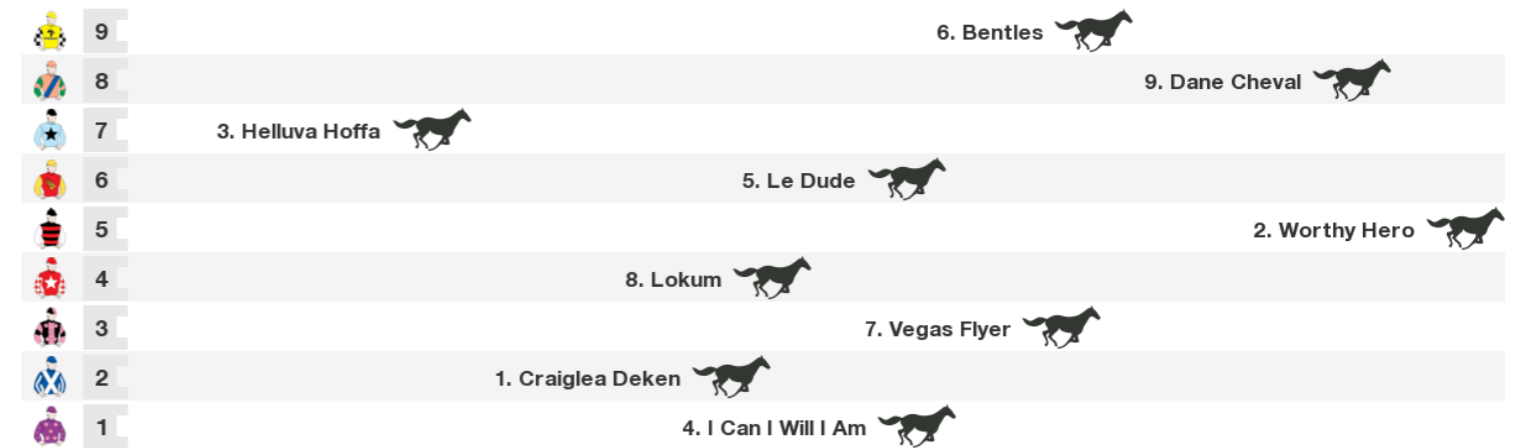 9 6. Bentles
8 9. Dane Cheval
7 3. Helluva Hoffa
6 5. Le Dude
5 2. Worthy Hero
4 8. Lokum
3 7. Vegas Flyer
2 1. Craiglea Deken
1 4. I Can I Will I Am